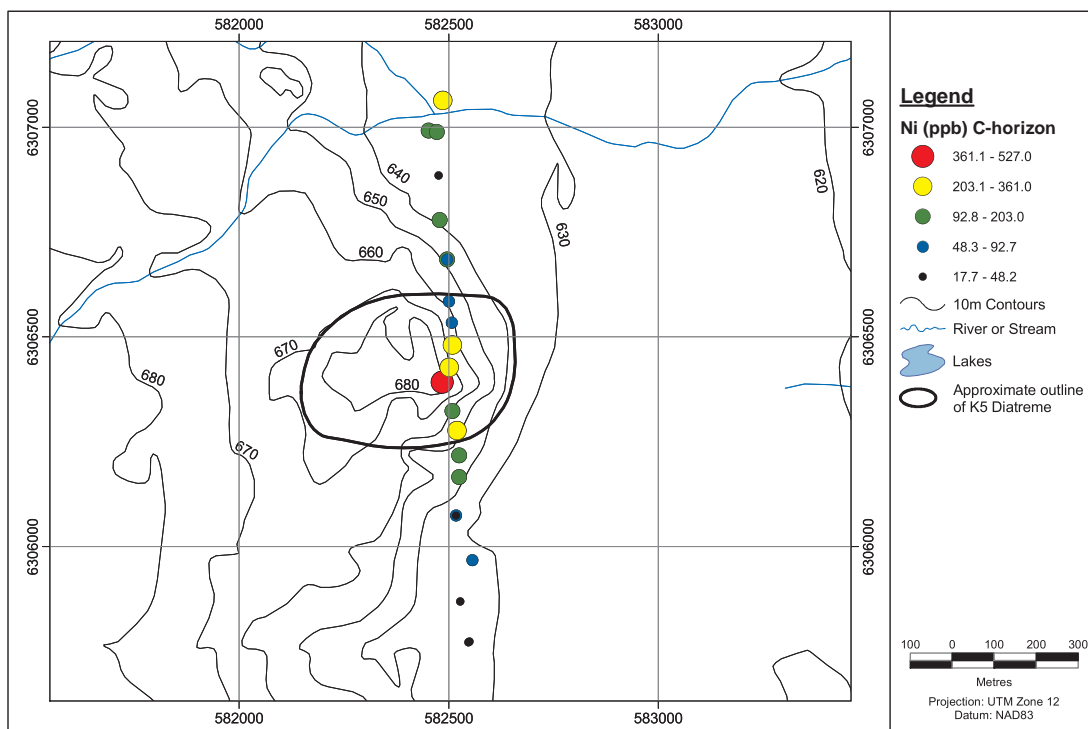 582000 582500 583000
6307000
6306500
6306000
6307000
6306500
6306000
640
650
660
670
680
680
670
630
620
582000 582500 583000
Legend
Ni (ppb) C-horizon
361.1 - 527.0
203.1 - 361.0
92.8 - 203.0
48.3 - 92.7
17.7 - 48.2
10m Contours
River or Stream
Lakes
Approximate outline
of K5 Diatreme
100 0 100 200 300
Metres
Projection: UTM Zone 12
Datum: NAD83